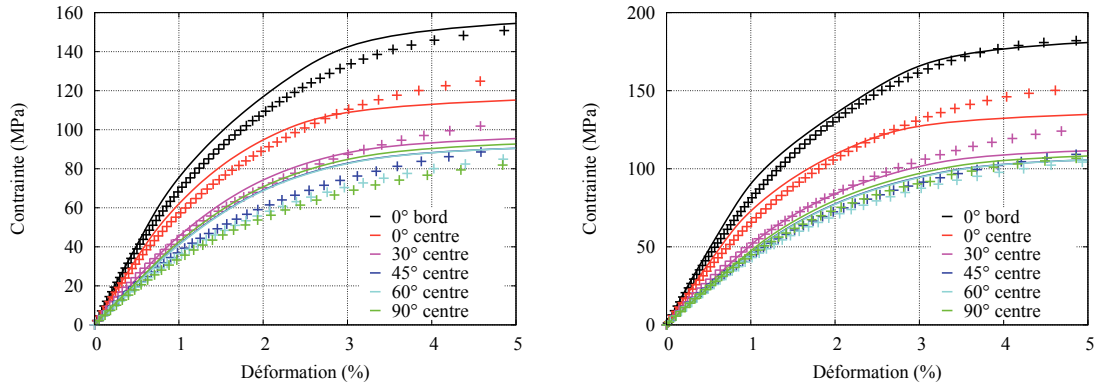 160
140
120
100
80
60
40
20
0
Contrainte (MPa)
0 1 2 3 4 5
Déformation (%)
0° bord
0° centre
30° centre
45° centre
60° centre
90° centre
200
150
100
50
0
Contrainte (MPa)
0 1 2 3 4 5
Déformation (%)
0° bord
0° centre
30° centre
45° centre
60° centre
90° centre